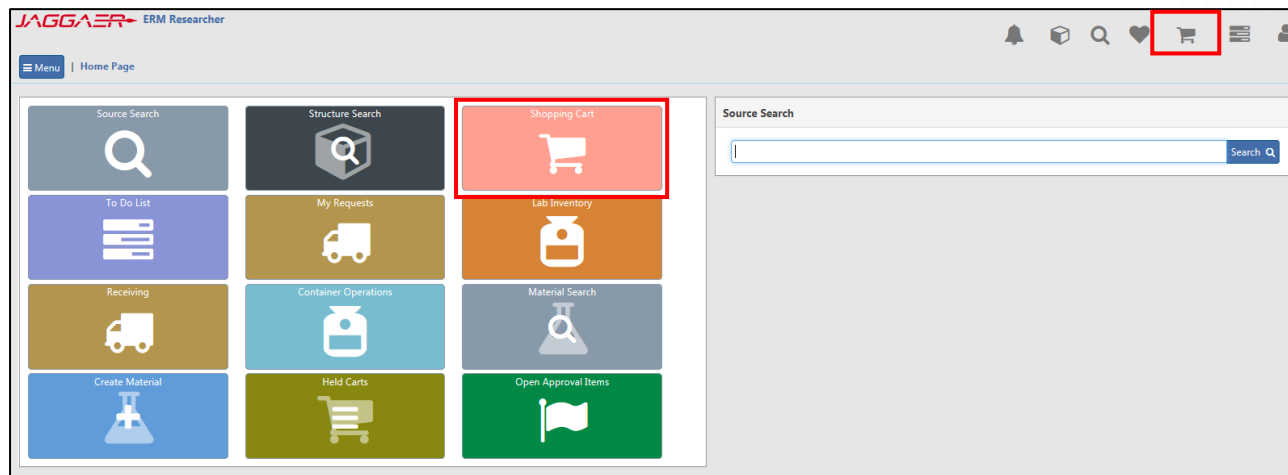 JAGGAER ERM Researcher
Menu | Home Page
Source Search
Structure Search
Shopping Cart
To Do List
My Requests
Lab Inventory
Receiving
Container Operations
Material Search
Create Material
Held Carts
Open Approval Items
Source Search
Search